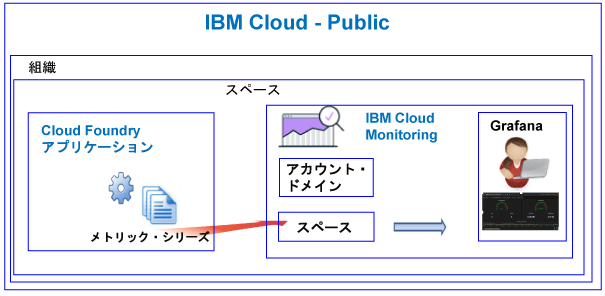 IBM Cloud - Public
組織
スペース
Cloud Foundry
アプリケーション
メトリック・シリーズ
IBM Cloud
Monitoring
アカウント・
ドメイン
スペース
Grafana